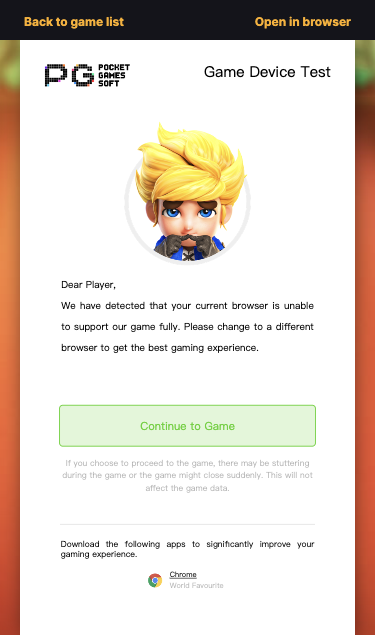 Back to game list
Open in browser
PG POCKET GAMES SOFT
Game Device Test
Dear Player,
We have detected that your current browser is unable
to support our game fully. Please change to a different
browser to get the best gaming experience.
Continue to Game
If you choose to proceed to the game, there may be stuttering
during the game or the game might close suddenly. This will not
affect the game data.
Download the following apps to significantly improve your
gaming experience.
Chrome
World Favourite